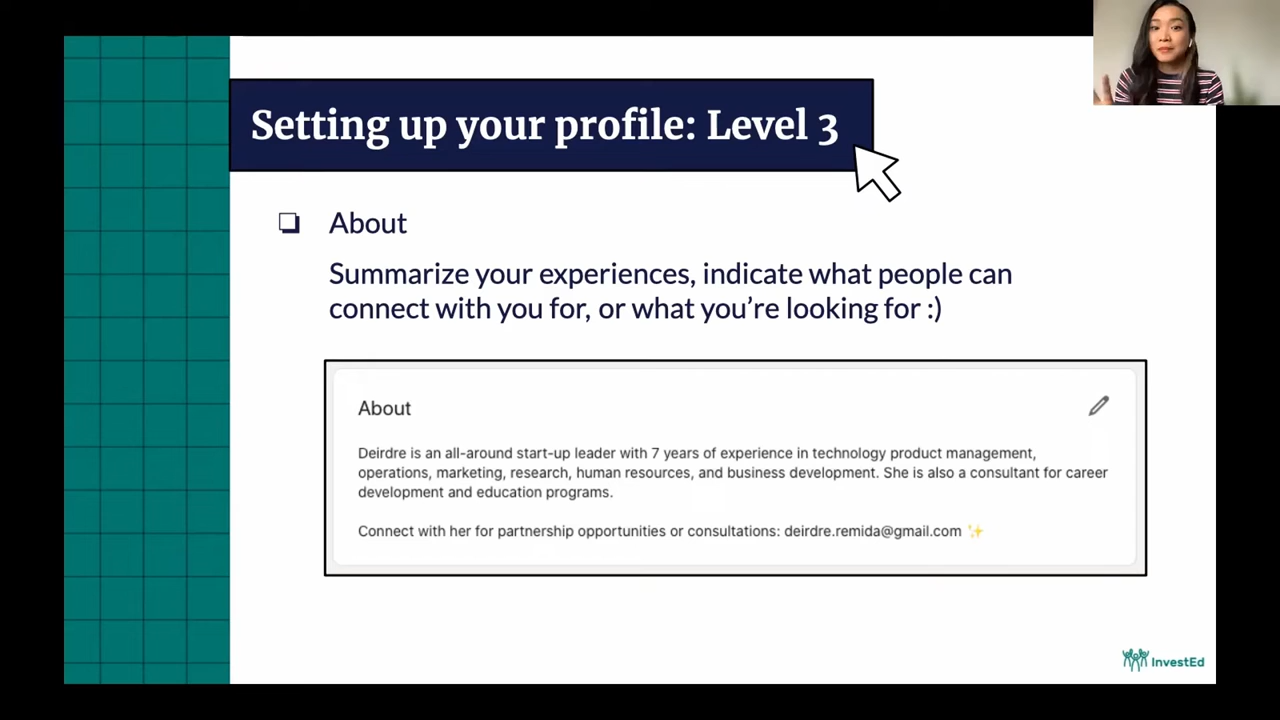 Setting up your profile: Level 3
About
Summarize your experiences, indicate what people can
connect with you for, or what you're looking for :)
About
Deirdre is an all-around start-up leader with 7 years of experience in technology product management,
operations, marketing, research, human resources, and business development. She is also a consultant for career
development and education programs.
Connect with her for partnership opportunities or consultations: deirdre.remida@gmail.com ✨
InvestEd